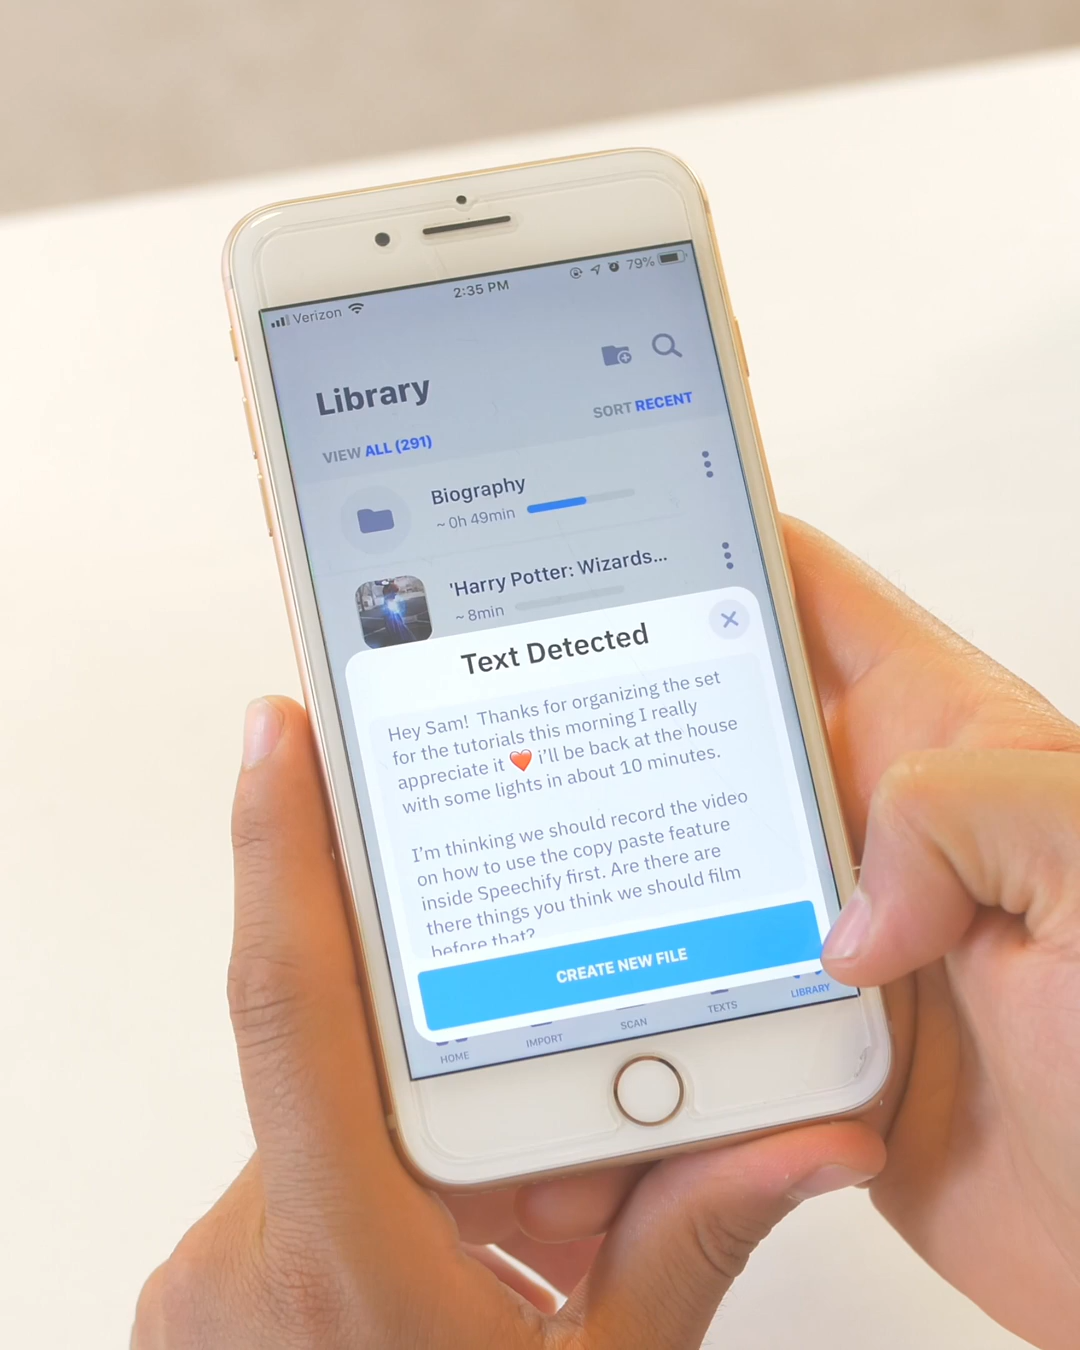 Verizon
2:35 PM
79%
Library
VIEW ALL (291)
SORT RECENT
Biography
~ 0h 49min
'Harry Potter: Wizards...
~ 8min
Text Detected
Hey Sam!  Thanks for organizing the set
for the tutorials this morning I really
appreciate it ❤️ i'll be back at the house
with some lights in about 10 minutes.
I'm thinking we should record the video
on how to use the copy paste feature
inside Speechify first. Are there are
there things you think we should film
before that?
CREATE NEW FILE
HOME
IMPORT
SCAN
TEXTS
LIBRARY